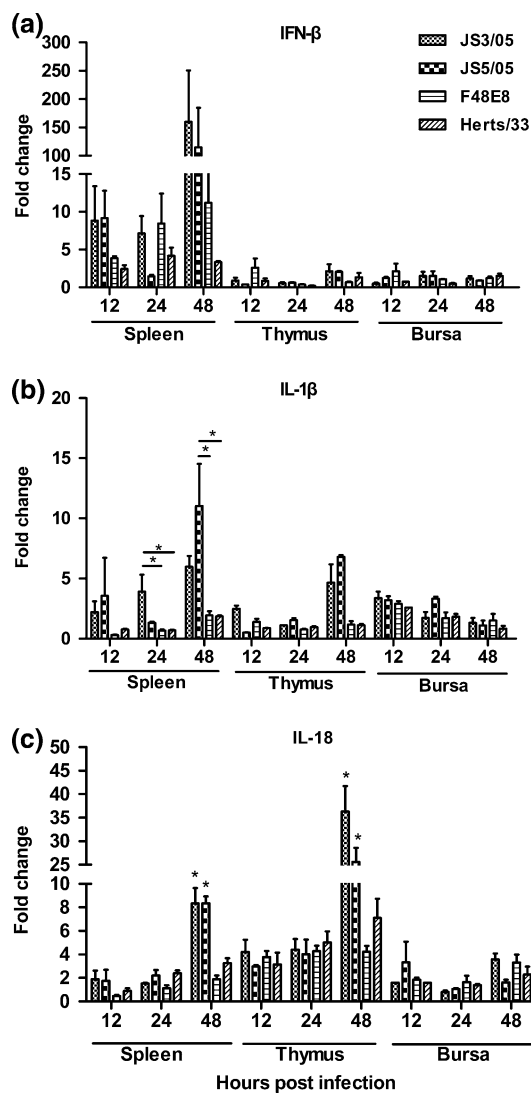 (a)
IFN-β
JS3/05
JS5/05
F48E8
Herts/33
Fold change
300
250
200
150
100
15
10
5
0
12 24 48 12 24 48 12 24 48
Spleen Thymus Bursa
(b)
IL-1β
Fold change
20
15
10
5
0
* *
* *
12 24 48 12 24 48 12 24 48
Spleen Thymus Bursa
(c)
IL-18
Fold change
50
45
40
35
30
25
20
10
8
6
4
2
0
* * * *
12 24 48 12 24 48 12 24 48
Spleen Thymus Bursa
Hours post infection